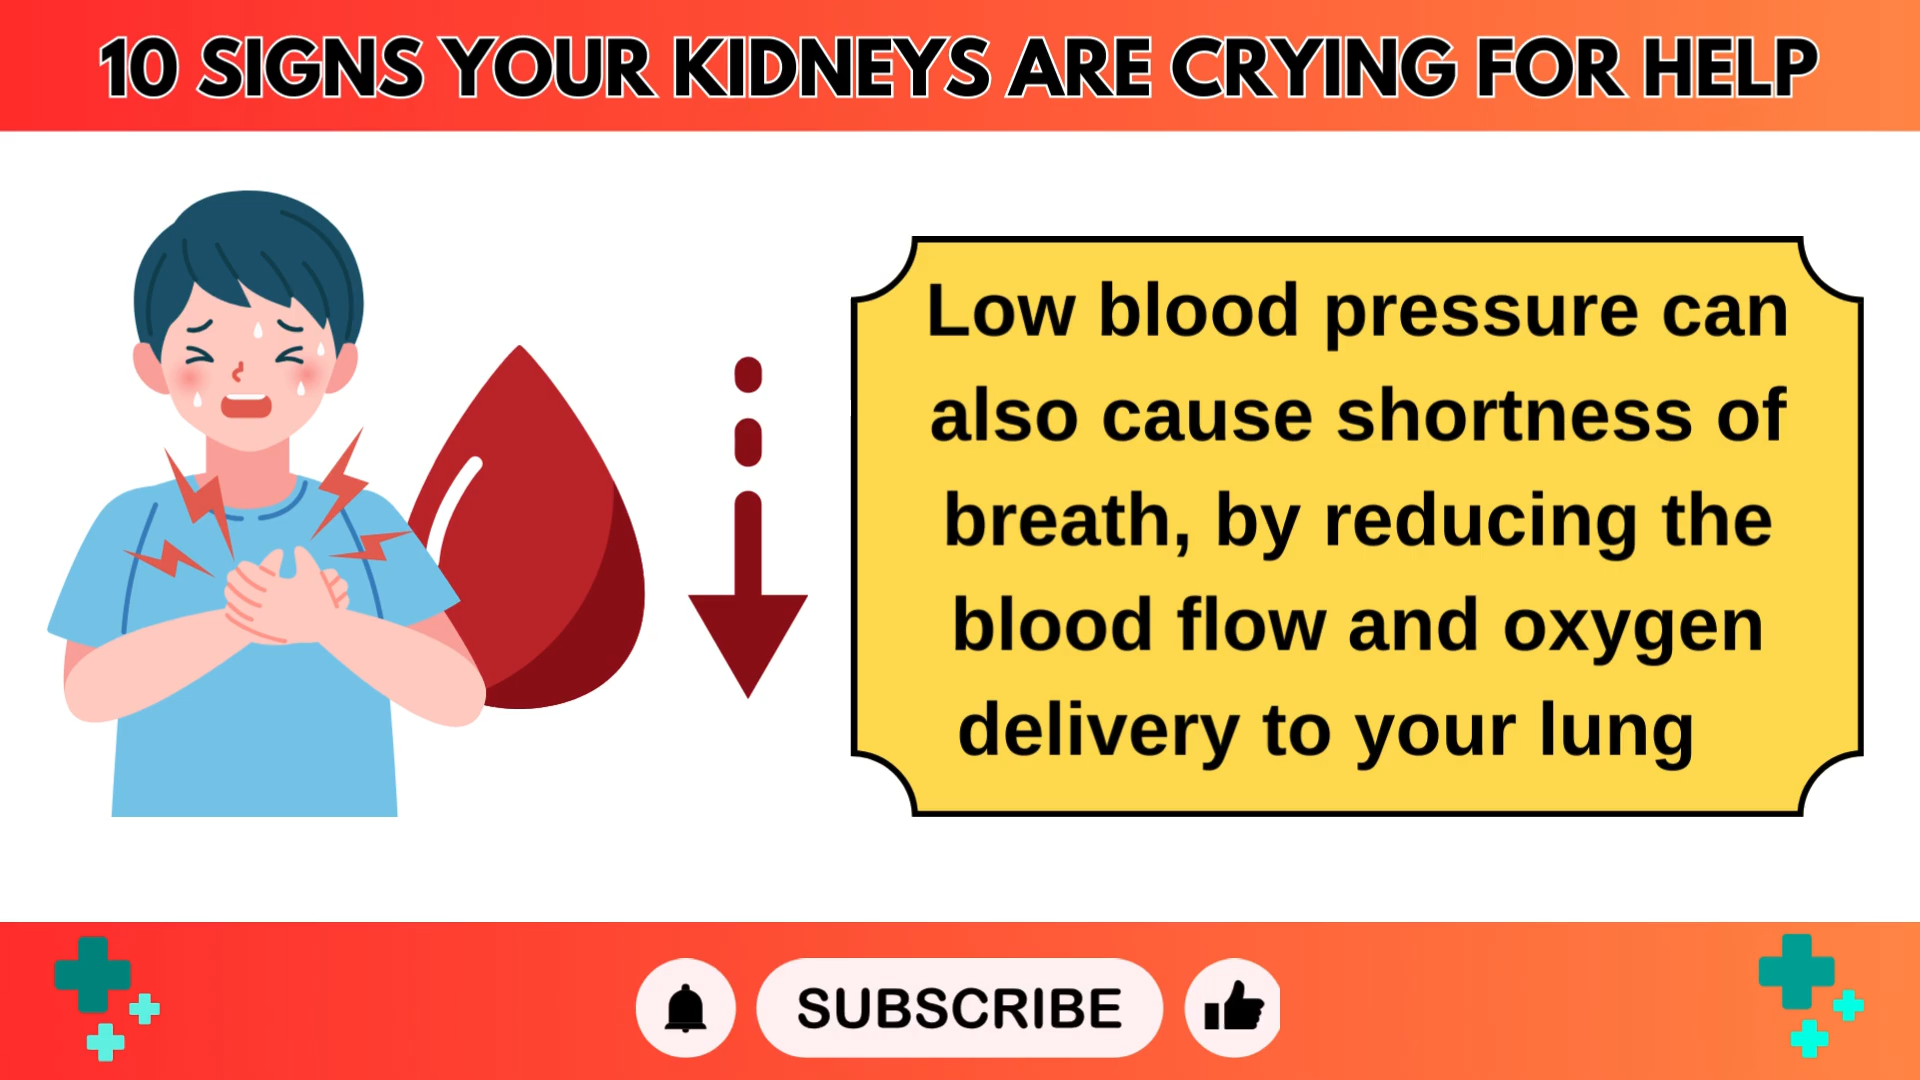 10 SIGNS YOUR KIDNEYS ARE CRYING FOR HELP
Low blood pressure can
also cause shortness of
breath, by reducing the
blood flow and oxygen
delivery to your lung
SUBSCRIBE